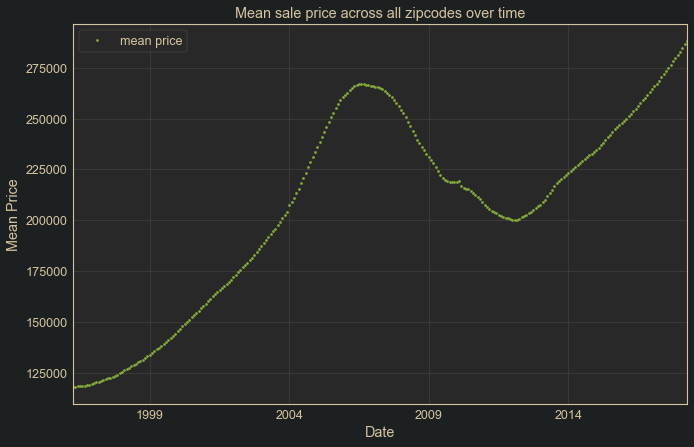 Mean sale price across all zipcodes over time
mean price
275000
250000
225000
200000
175000
150000
125000
Mean Price
1999 2004 2009 2014
Date